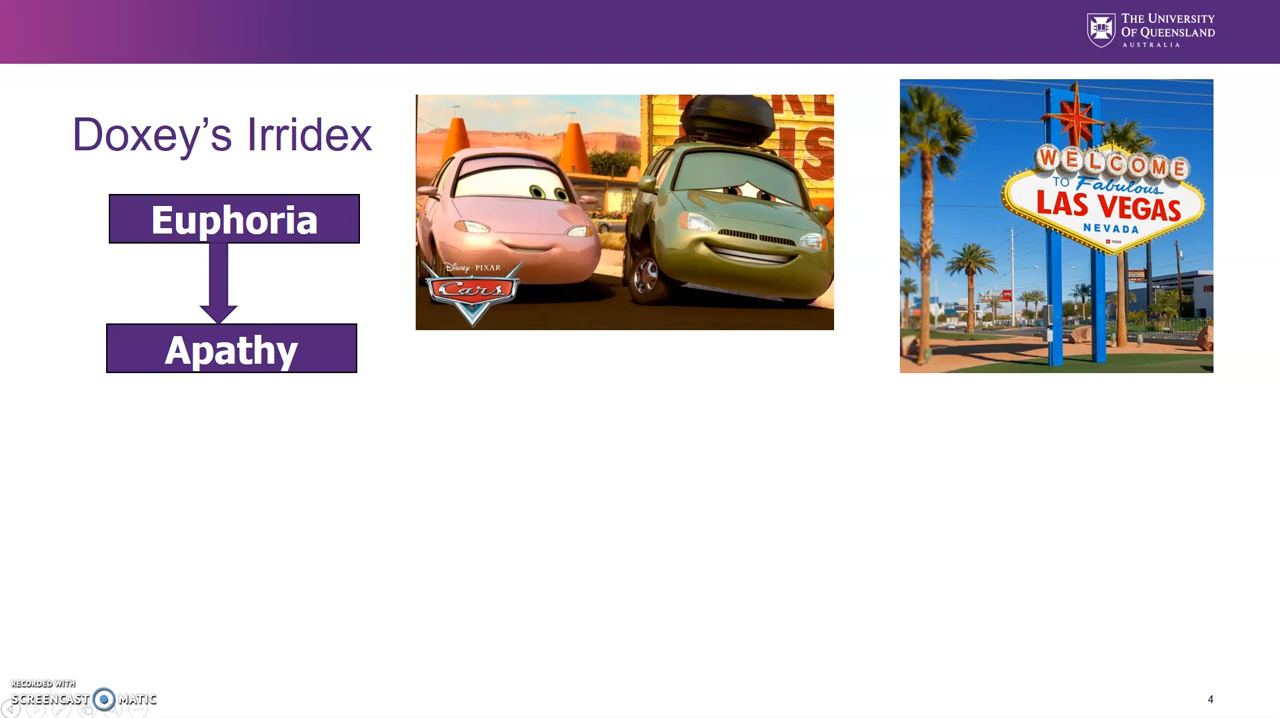 THE UNIVERSITY
OF QUEENSLAND
AUSTRALIA
Doxey's Irridex
Euphoria
Apathy
DISNEY · PIXAR
Cars
WELCOME
TO Fabulous
LAS VEGAS
NEVADA
RECORDED WITH
SCREENCAST MATIC
4